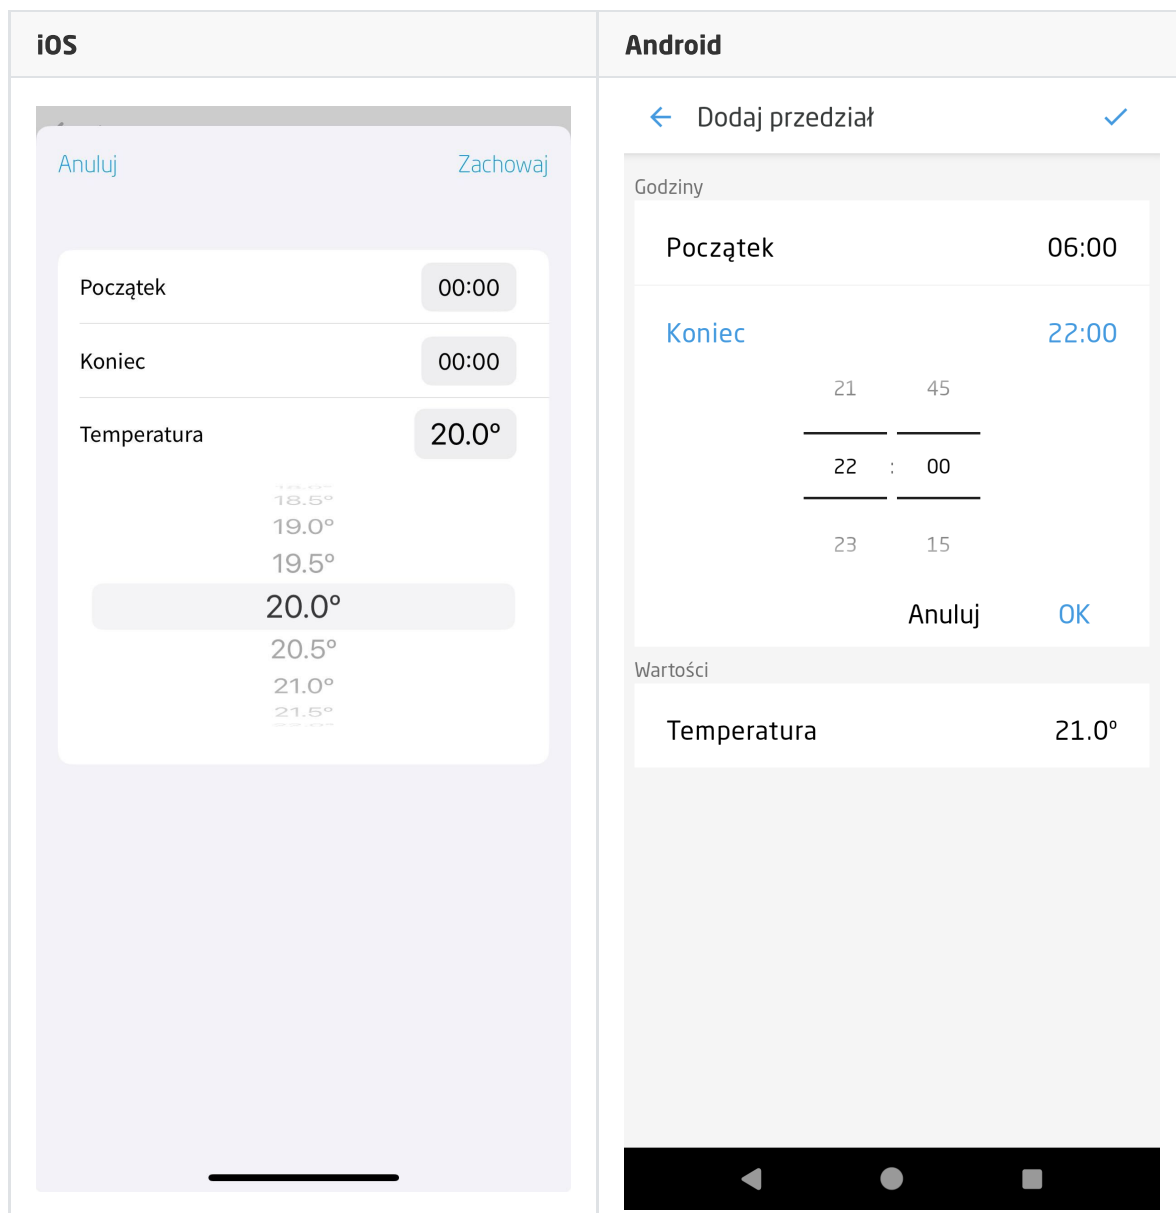 iOS
Anuluj
Zachowaj
Początek 00:00
Koniec 00:00
Temperatura 20.0°
18.5°
19.0°
19.5°
20.0°
20.5°
21.0°
21.5°
Android
Dodaj przedział
Godziny
Początek 06:00
Koniec 22:00
21 45
22 : 00
23 15
Anuluj OK
Wartości
Temperatura 21.0°